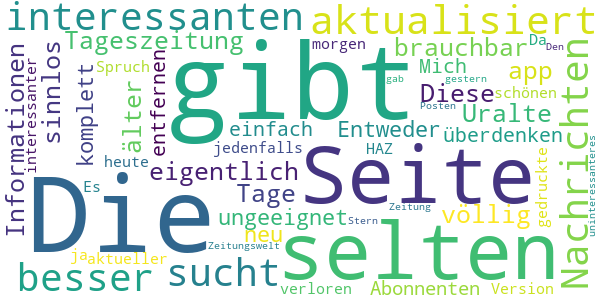 interessanten
aktualisiert
Tageszeitung
morgen
brauchbar
Da
Den
Spruch
gibt
gab
Mich
gestern
app
Informationen
interessanter
sinnlos
komplett
älter
entfernen
Diese
schönen
Posten
Uralte
einfach
Entweder
überdenken
jedenfalls
HAZ
heute
eigentlich
Seite
Nachrichten
uninteressanteres
Es
Die
Tage
Zeitung
gedruckte
ungeeignet
Stern
völlig
neu
selten
Zeitungswelt
ja
aktueller
besser
sucht
verloren
Abonnenten
Version